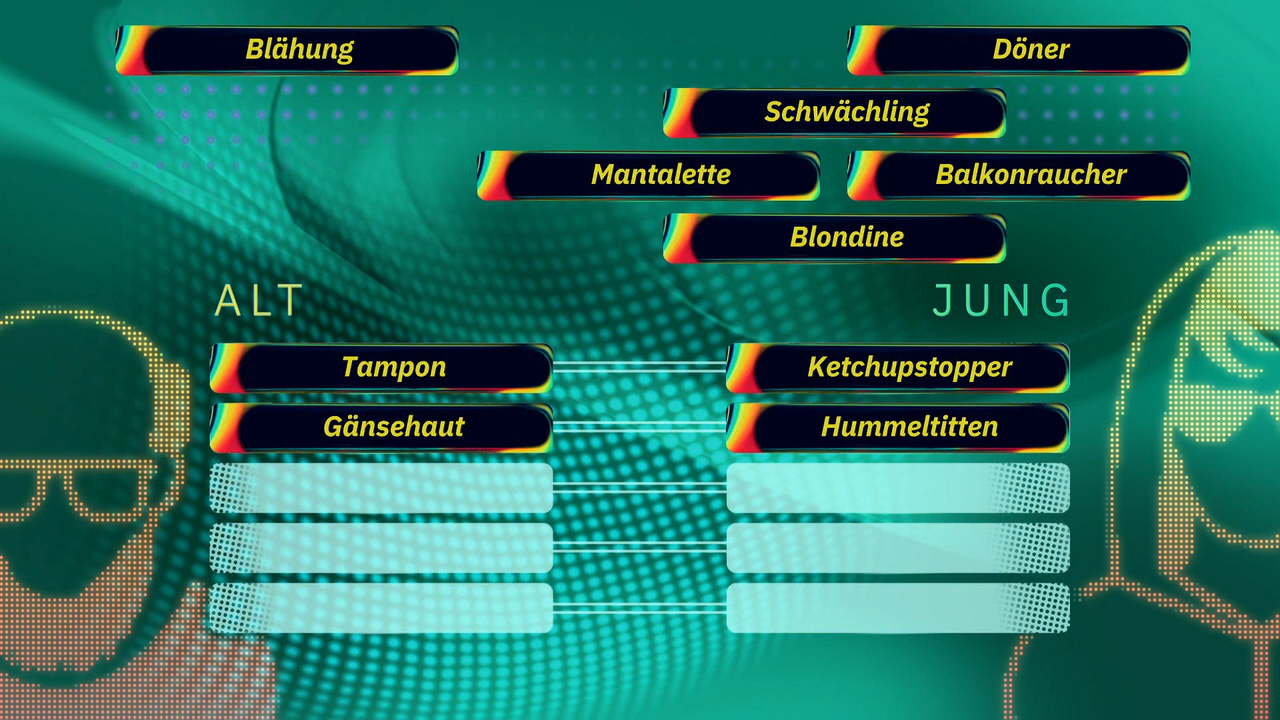 Blähung
Döner
Schwächling
Mantalette
Balkonraucher
Blondine
ALT
JUNG
Tampon
Ketchupstopper
Gänsehaut
Hummeltitten